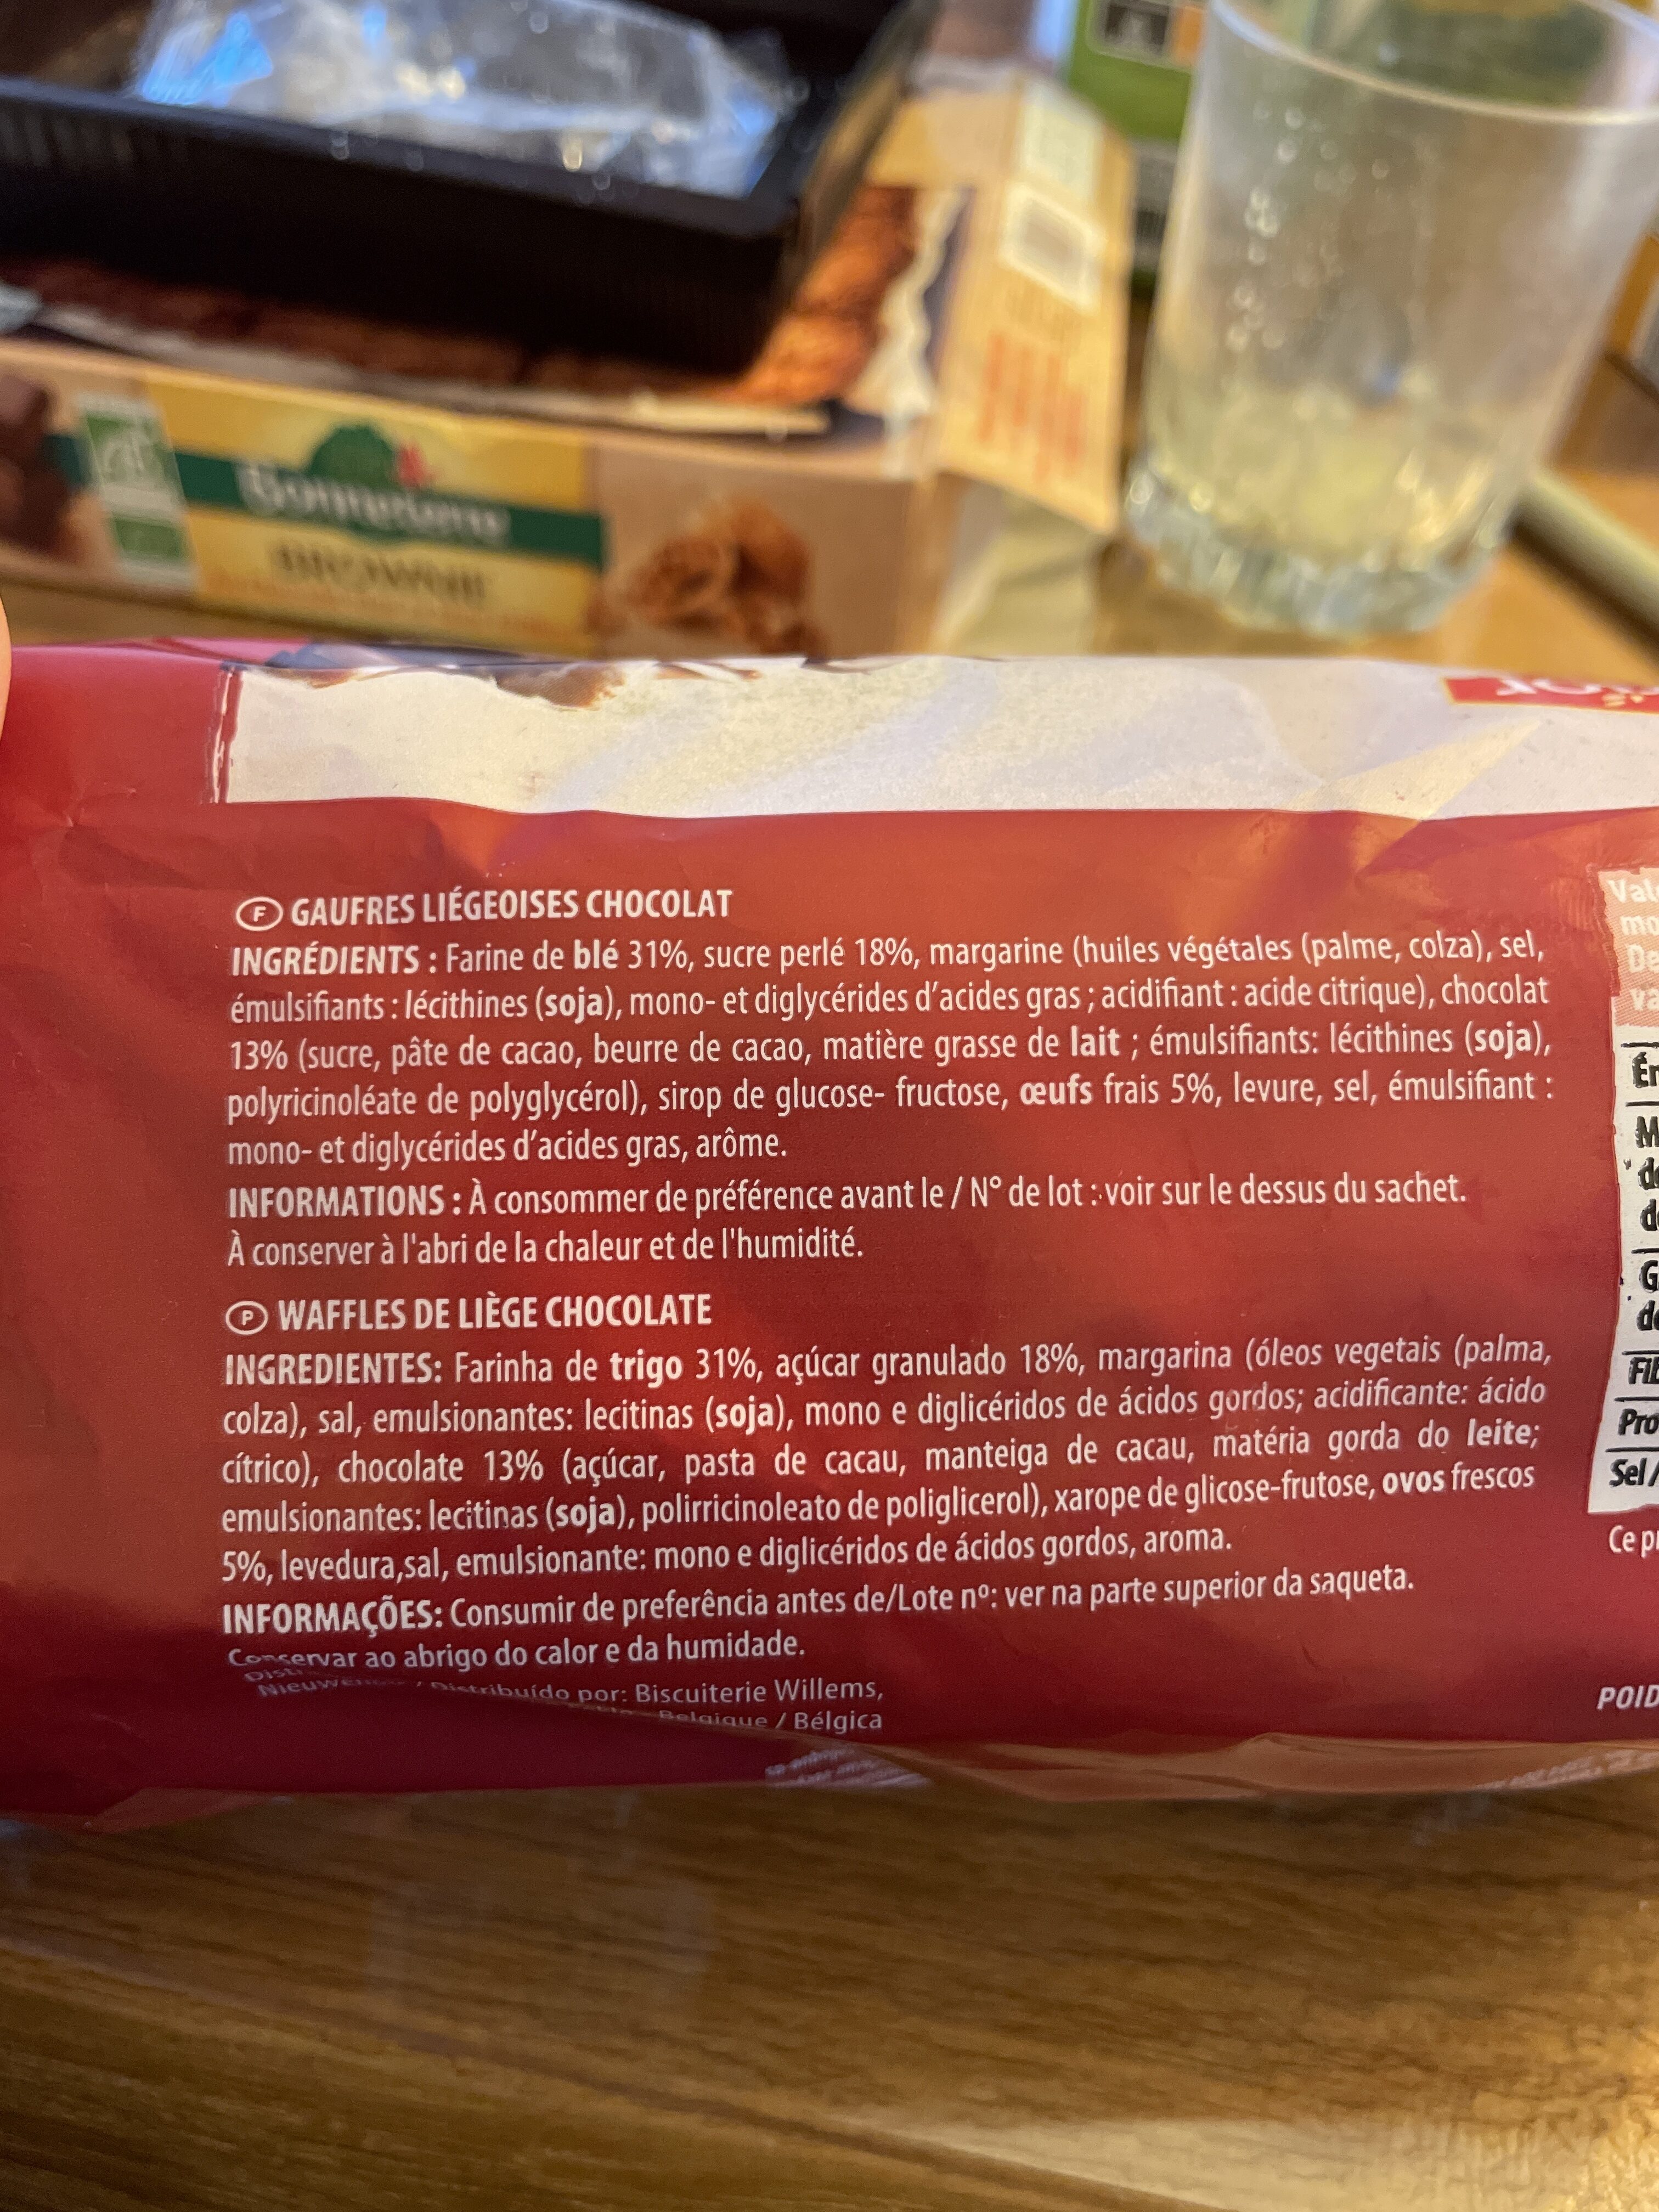 Bonneterre
BROWNIE
F GAUFRES LIÉGEOISES CHOCOLAT
INGRÉDIENTS : Farine de blé 31%, sucre perlé 18%, margarine (huiles végétales (palme, colza), sel,
émulsifiants : lécithines (soja), mono- et diglycérides d'acides gras ; acidifiant : acide citrique), chocolat
13% (sucre, pâte de cacao, beurre de cacao, matière grasse de lait ; émulsifiants: lécithines (soja),
polyricinoléate de polyglycérol), sirop de glucose- fructose, œufs frais 5%, levure, sel, émulsifiant :
mono- et diglycérides d'acides gras, arôme.
INFORMATIONS : À consommer de préférence avant le / N° de lot : voir sur le dessus du sachet.
À conserver à l'abri de la chaleur et de l'humidité.
P WAFFLES DE LIÈGE CHOCOLATE
INGREDIENTES: Farinha de trigo 31%, açúcar granulado 18%, margarina (óleos vegetais (palma,
colza), sal, emulsionantes: lecitinas (soja), mono e diglicéridos de ácidos gordos; acidificante: ácido
cítrico), chocolate 13% (açúcar, pasta de cacau, manteiga de cacau, matéria gorda do leite;
emulsionantes: lecitinas (soja), polirricinoleato de poliglicerol), xarope de glicose-frutose, ovos frescos
5%, levedura,sal, emulsionante: mono e diglicéridos de ácidos gordos, aroma.
INFORMAÇÕES: Consumir de preferência antes de/Lote nº: ver na parte superior da saqueta.
Conservar ao abrigo do calor e da humidade.
/ Distribuído por: Biscuiterie Willems,
Belgique / Bélgica
Sel /
Ce